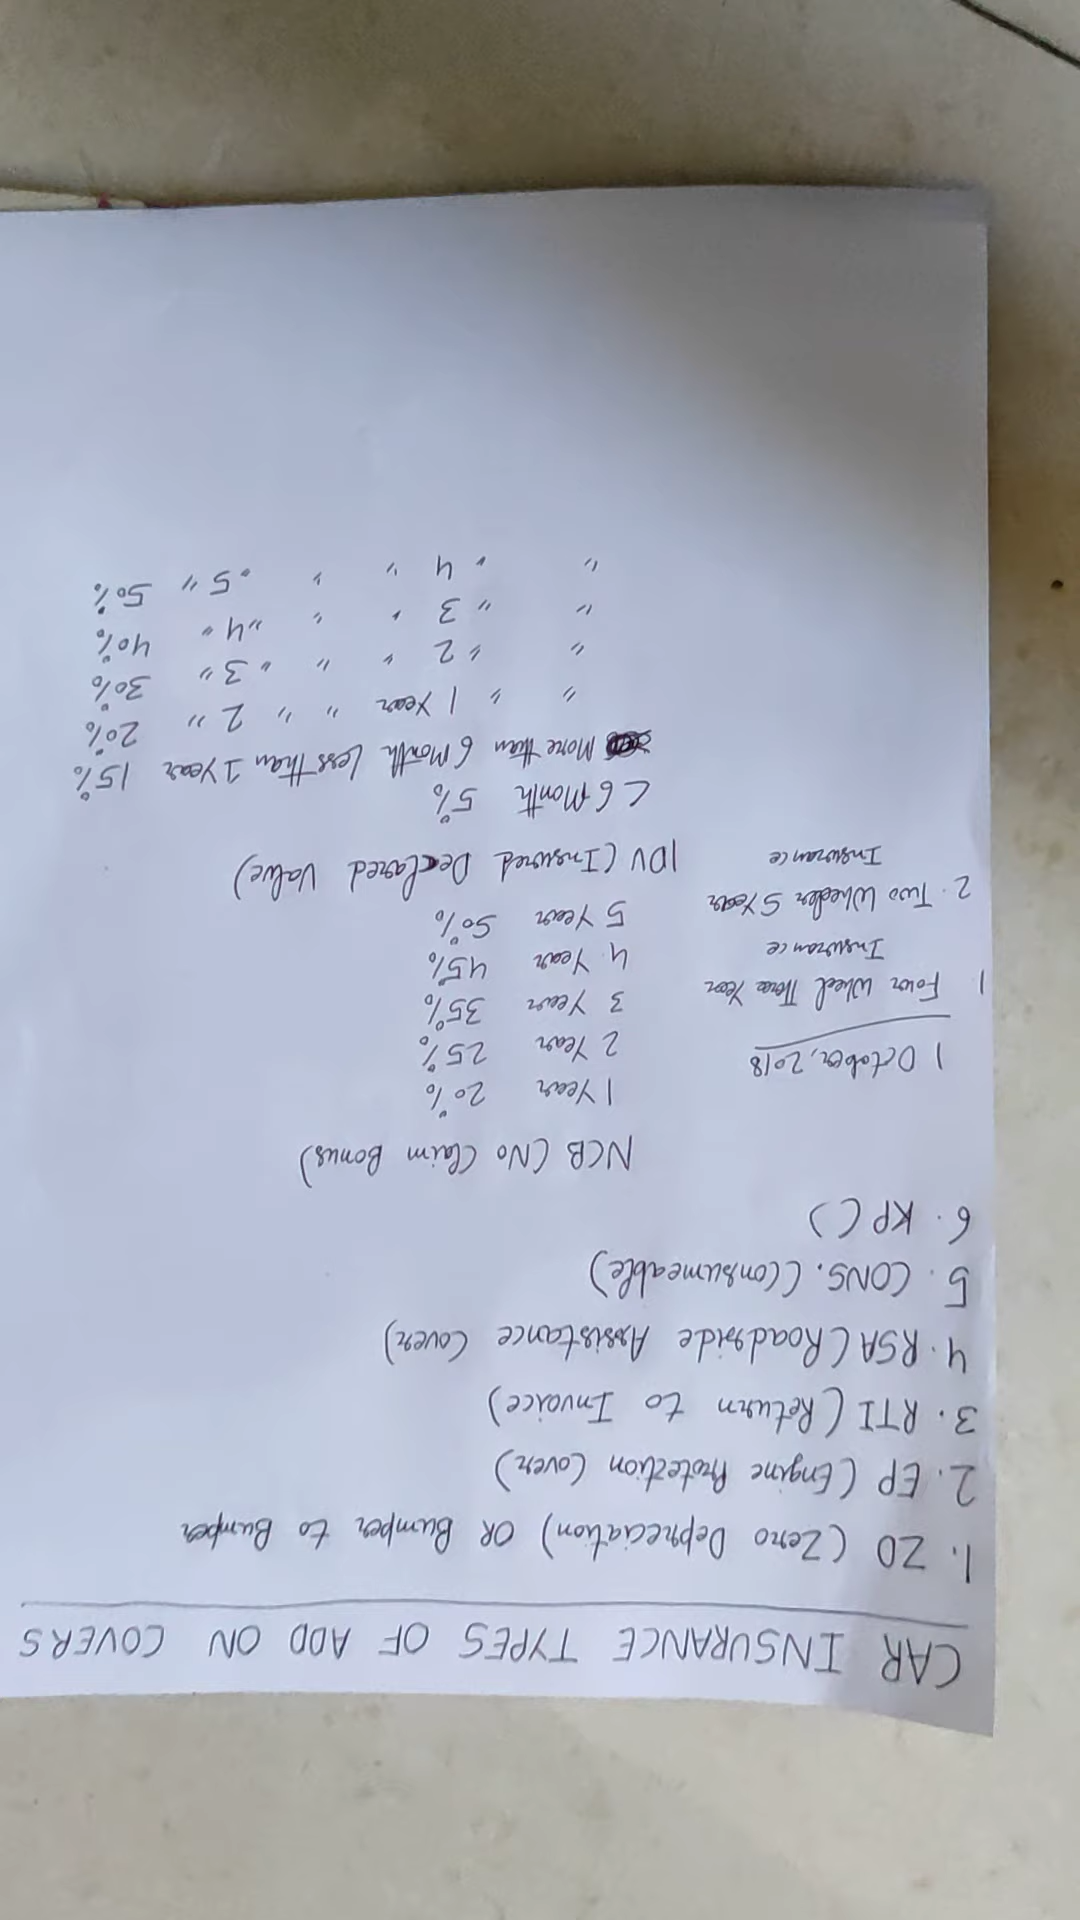 CAR INSURANCE TYPES OF ADD ON COVERS
1. ZD (Zero Depreciation) OR Bumper to Bumper
2. EP (Engine Protection Cover)
3. RTI (Return to Invoice)
4. RSA (Roadside Assistance Cover)
5. CONS. (Consumeable)
6. KP ( )
NCB (No Claim Bonus)
1 Year 20%
2 Year 25%
3 Year 35%
4 Year 45%
5 Year 50%
1 October, 2018
1 Four Wheel Three Year
Insurance
2. Two Wheeler 5 Year
Insurance
IDV (Insured Declared Value)
< 6 Month 5%
More than 6 Month Less than 1 Year 15%
" " 1 Year " " 2 " 20%
" " 2 " " " 3 " 30%
" " 3 " " " 4 " 40%
" " 4 " " " 5 " 50%